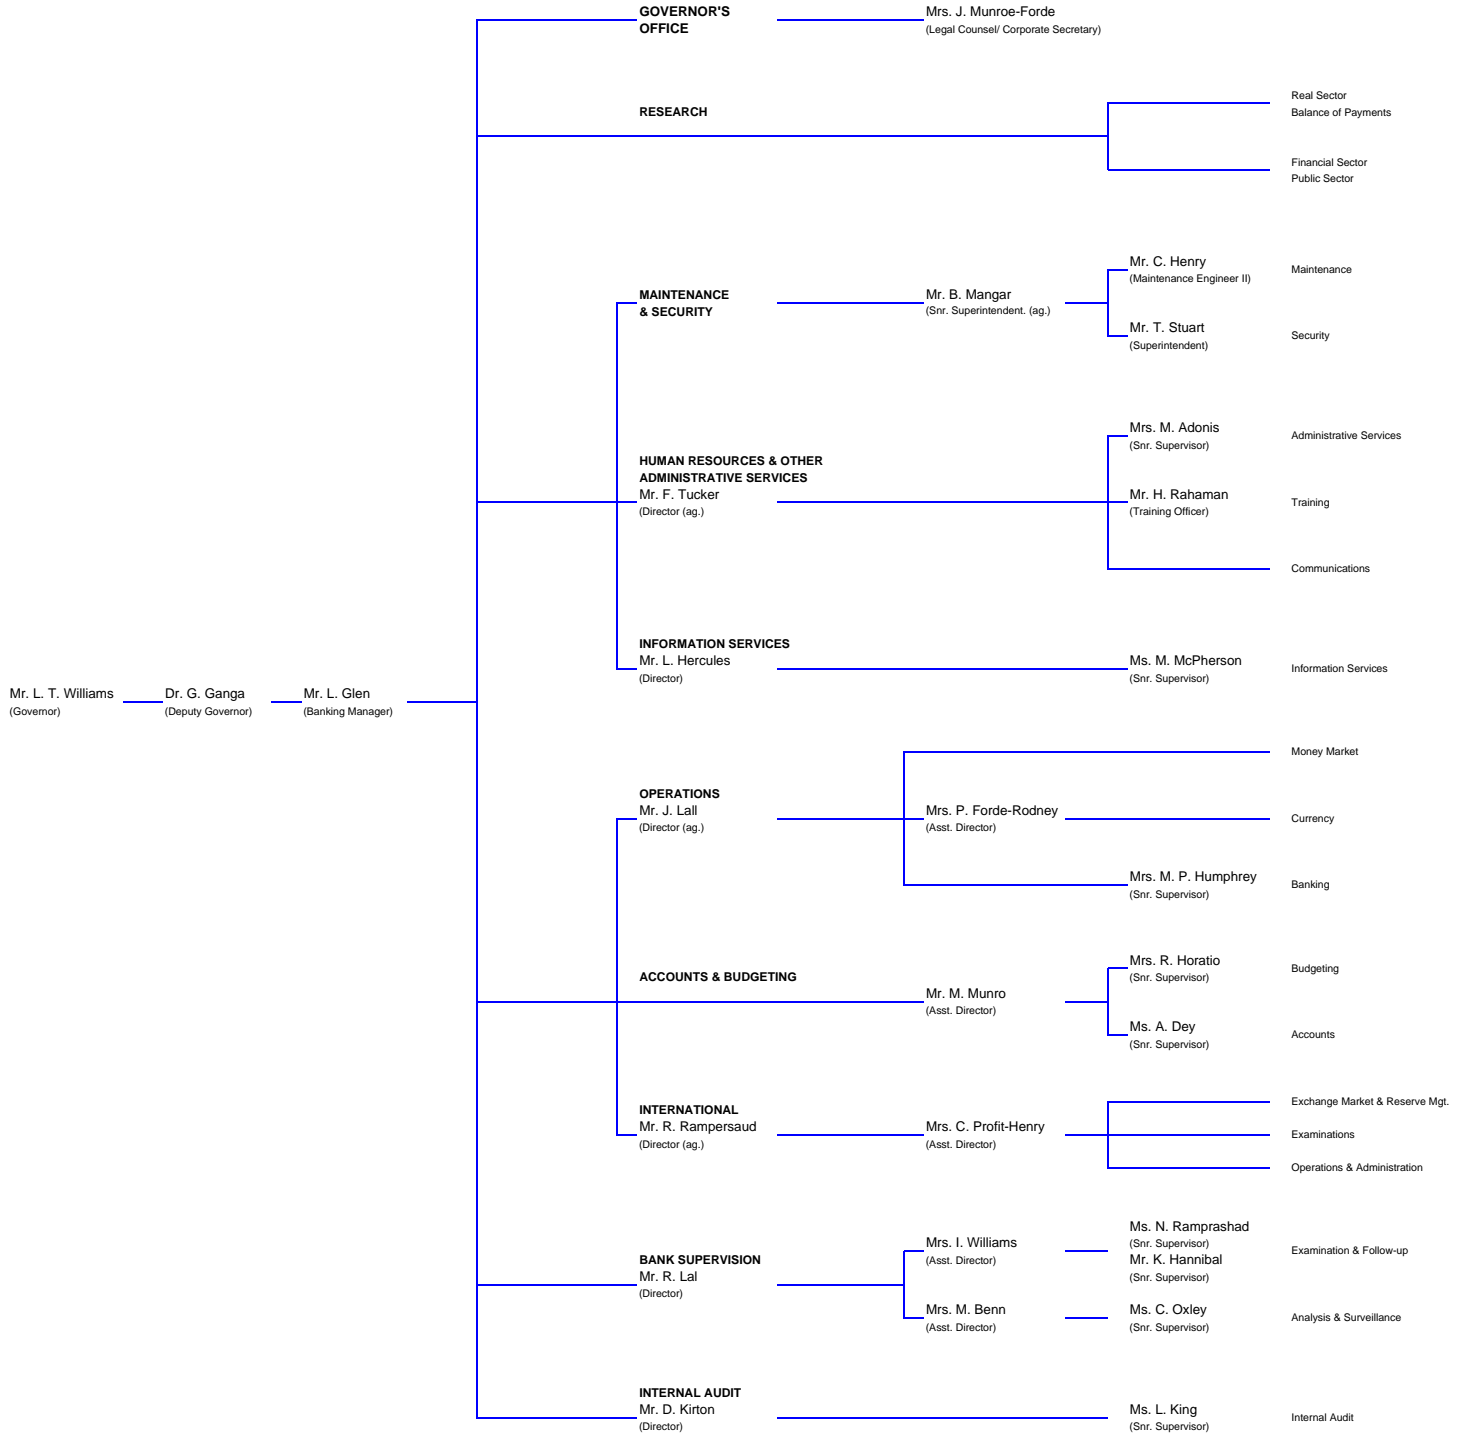 GOVERNOR'S
OFFICE
Mrs. J. Munroe-Forde
(Legal Counsel/ Corporate Secretary)
RESEARCH
Real Sector
Balance of Payments
Financial Sector
Public Sector
MAINTENANCE
& SECURITY
Mr. B. Mangar
(Snr. Superintendent. (ag.)
Mr. C. Henry
(Maintenance Engineer II)
Maintenance
Mr. T. Stuart
(Superintendent)
Security
HUMAN RESOURCES & OTHER
ADMINISTRATIVE SERVICES
Mr. F. Tucker
(Director (ag.)
Mrs. M. Adonis
(Snr. Supervisor)
Administrative Services
Mr. H. Rahaman
(Training Officer)
Training
Communications
INFORMATION SERVICES
Mr. L. Hercules
(Director)
Ms. M. McPherson
(Snr. Supervisor)
Information Services
Mr. L. T. Williams
(Governor)
Dr. G. Ganga
(Deputy Governor)
Mr. L. Glen
(Banking Manager)
OPERATIONS
Mr. J. Lall
(Director (ag.)
Money Market
Mrs. P. Forde-Rodney
(Asst. Director)
Currency
Mrs. M. P. Humphrey
(Snr. Supervisor)
Banking
ACCOUNTS & BUDGETING
Mr. M. Munro
(Asst. Director)
Mrs. R. Horatio
(Snr. Supervisor)
Budgeting
Ms. A. Dey
(Snr. Supervisor)
Accounts
INTERNATIONAL
Mr. R. Rampersaud
(Director (ag.)
Mrs. C. Profit-Henry
(Asst. Director)
Exchange Market & Reserve Mgt.
Examinations
Operations & Administration
BANK SUPERVISION
Mr. R. Lal
(Director)
Mrs. I. Williams
(Asst. Director)
Ms. N. Ramprashad
(Snr. Supervisor)
Mr. K. Hannibal
(Snr. Supervisor)
Examination & Follow-up
Mrs. M. Benn
(Asst. Director)
Ms. C. Oxley
(Snr. Supervisor)
Analysis & Surveillance
INTERNAL AUDIT
Mr. D. Kirton
(Director)
Ms. L. King
(Snr. Supervisor)
Internal Audit